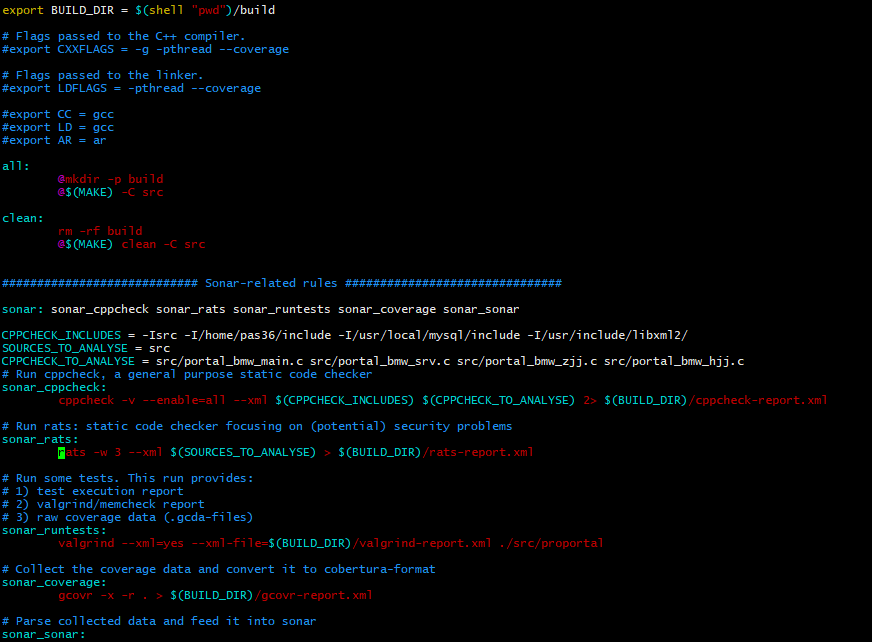 export BUILD_DIR = $(shell "pwd")/build
# Flags passed to the C++ compiler.
#export CXXFLAGS = -g -pthread --coverage
# Flags passed to the linker.
#export LDFLAGS = -pthread --coverage
#export CC = gcc
#export LD = gcc
#export AR = ar
all:
@mkdir -p build
@$(MAKE) -C src
clean:
rm -rf build
@$(MAKE) clean -C src
############################ Sonar-related rules ###############################
sonar: sonar_cppcheck sonar_rats sonar_runtests sonar_coverage sonar_sonar
CPPCHECK_INCLUDES = -Isrc -I/home/pas36/include -I/usr/local/mysql/include -I/usr/include/libxml2/
SOURCES_TO_ANALYSE = src
CPPCHECK_TO_ANALYSE = src/portal_bmw_main.c src/portal_bmw_srv.c src/portal_bmw_zjj.c src/portal_bmw_hjj.c
# Run cppcheck, a general purpose static code checker
sonar_cppcheck:
cppcheck -v --enable=all --xml $(CPPCHECK_INCLUDES) $(CPPCHECK_TO_ANALYSE) 2> $(BUILD_DIR)/cppcheck-report.xml
# Run rats: static code checker focusing on (potential) security problems
sonar_rats:
rats -w 3 --xml $(SOURCES_TO_ANALYSE) > $(BUILD_DIR)/rats-report.xml
# Run some tests. This run provides:
# 1) test execution report
# 2) valgrind/memcheck report
# 3) raw coverage data (.gcda-files)
sonar_runtests:
valgrind --xml=yes --xml-file=$(BUILD_DIR)/valgrind-report.xml ./src/proportal
# Collect the coverage data and convert it to cobertura-format
sonar_coverage:
gcovr -x -r . > $(BUILD_DIR)/gcovr-report.xml
# Parse collected data and feed it into sonar
sonar_sonar: